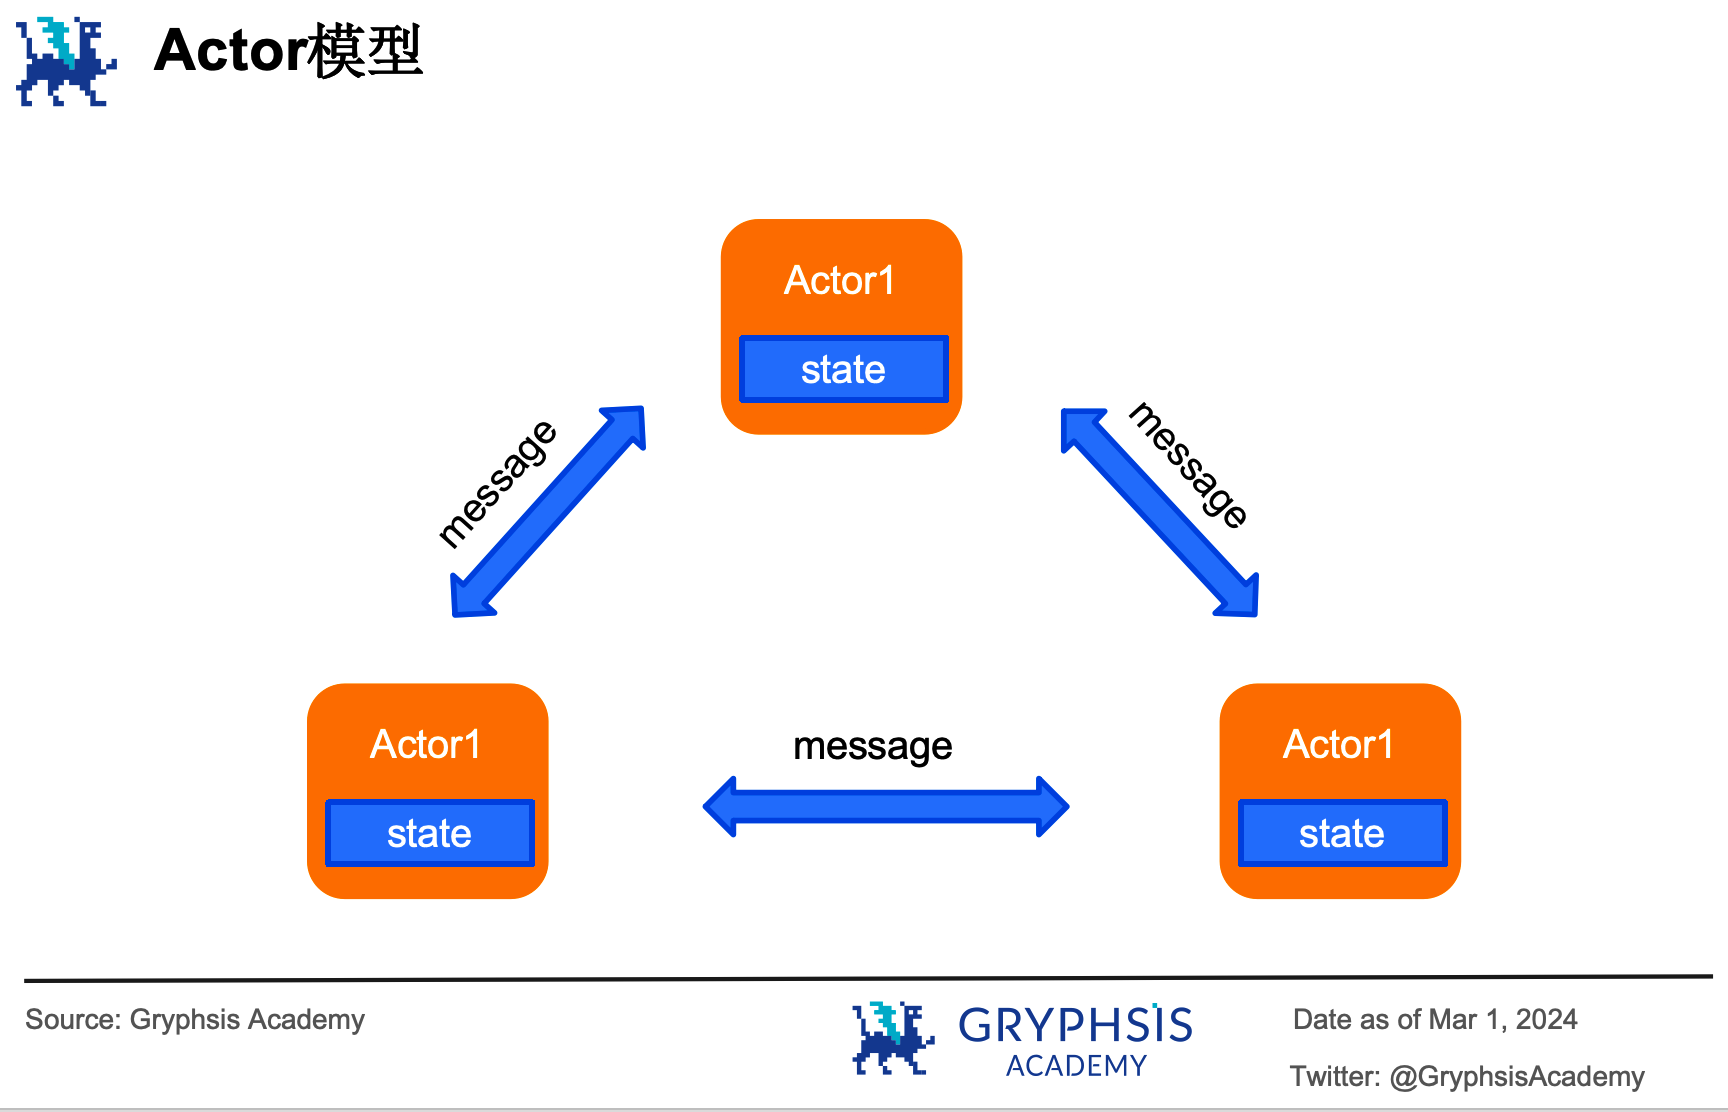 Actor模型
Actor1
state
message
message
Actor1
state
message
Actor1
state
Source: Gryphsis Academy
GRYPHSIS
ACADEMY
Date as of Mar 1, 2024
Twitter: @GryphsisAcademy